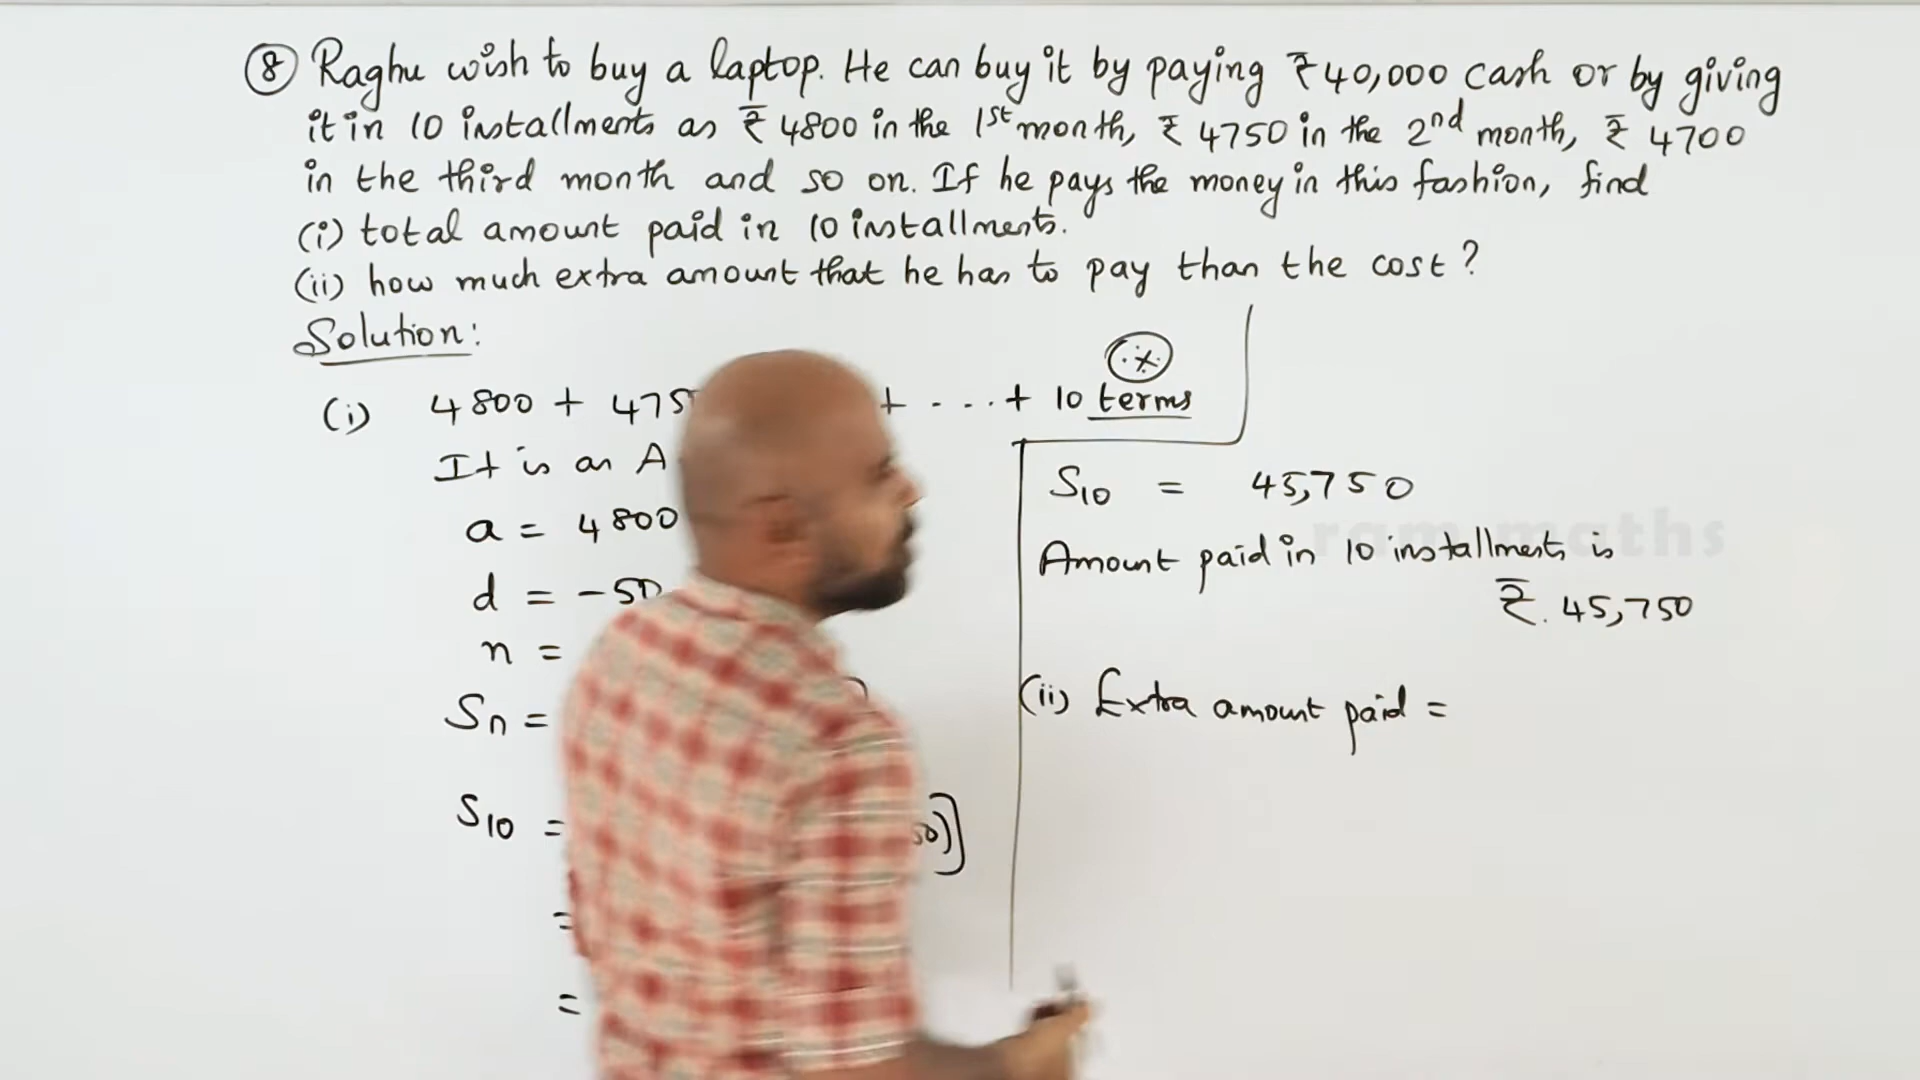 ⑧ Raghu wish to buy a laptop. He can buy it by paying ₹40,000 cash or by giving
it in 10 installments as ₹ 4800 in the 1st month, ₹ 4750 in the 2nd month, ₹ 4700
in the third month and so on. If he pays the money in this fashion, find
(i) total amount paid in 10 installments.
(ii) how much extra amount that he has to pay than the cost?
Solution:
(i) 4800 + 475 + ... + 10 terms
It is an A
a = 4800
d = -50
n =
Sn =
S10 = 50)]
=
=
S10 = 45,750
Amount paid in 10 installments is
₹. 45,750
(ii) Extra amount paid =
ram maths